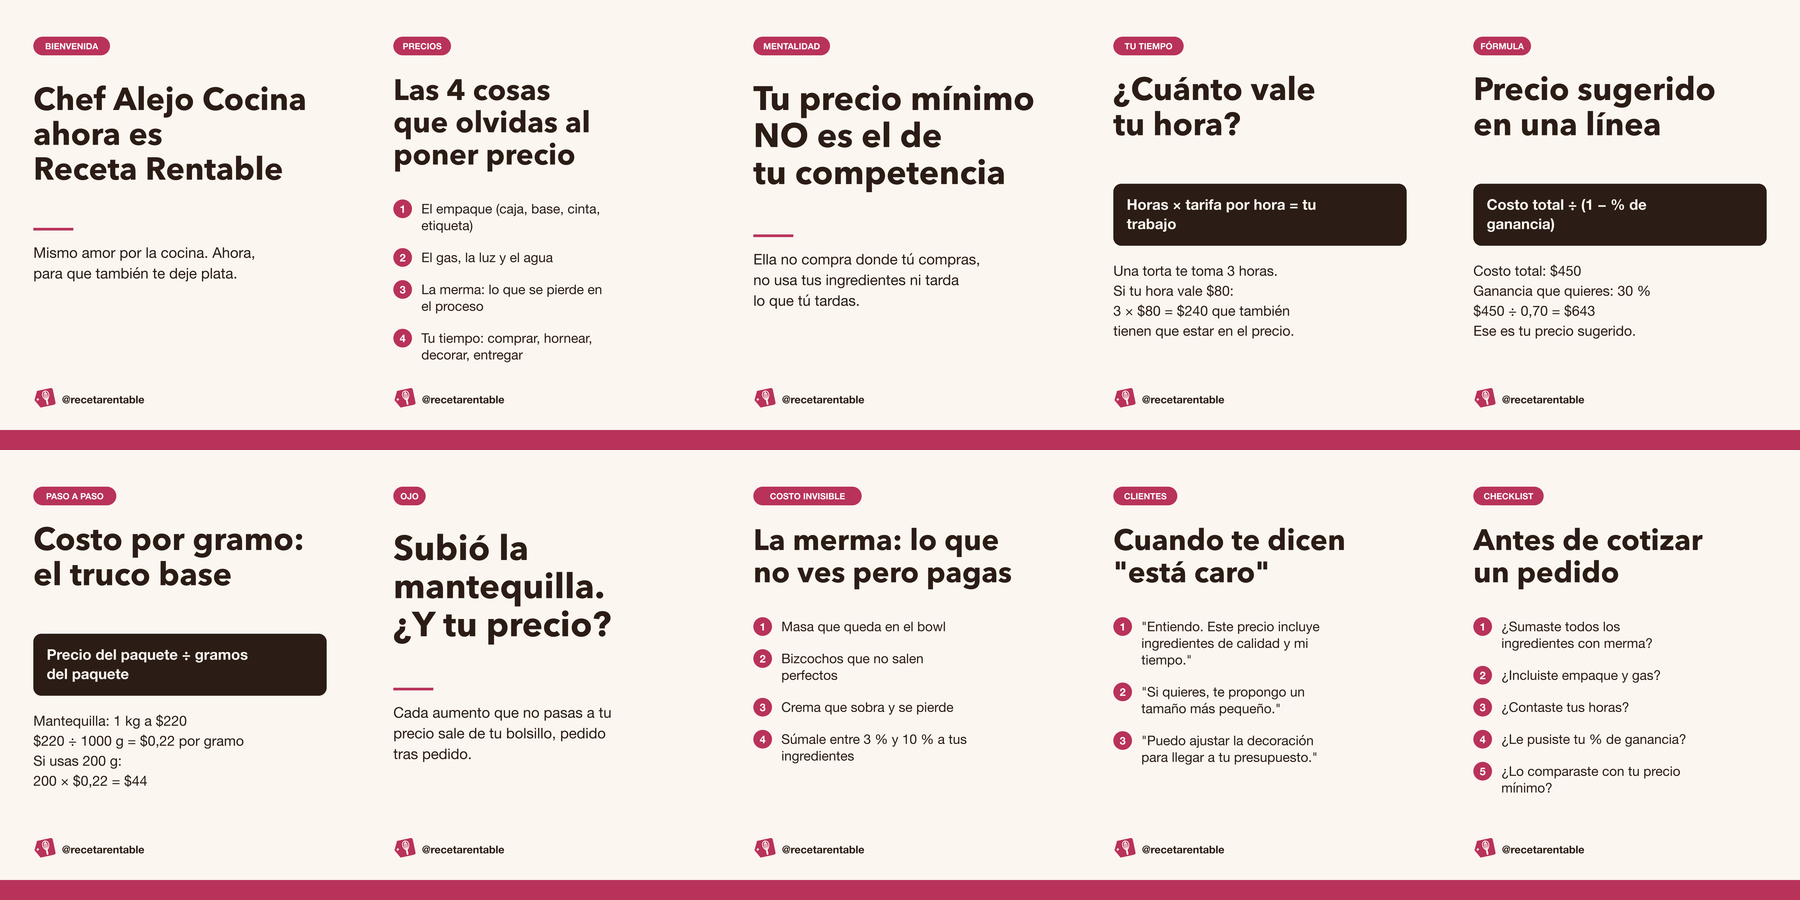 BIENVENIDA
Chef Alejo Cocina
ahora es
Receta Rentable
Mismo amor por la cocina. Ahora,
para que también te deje plata.
@recetarentable
PRECIOS
Las 4 cosas
que olvidas al
poner precio
1 El empaque (caja, base, cinta,
etiqueta)
2 El gas, la luz y el agua
3 La merma: lo que se pierde en
el proceso
4 Tu tiempo: comprar, hornear,
decorar, entregar
@recetarentable
MENTALIDAD
Tu precio mínimo
NO es el de
tu competencia
Ella no compra donde tú compras,
no usa tus ingredientes ni tarda
lo que tú tardas.
@recetarentable
TU TIEMPO
¿Cuánto vale
tu hora?
Horas × tarifa por hora = tu
trabajo
Una torta te toma 3 horas.
Si tu hora vale $80:
3 × $80 = $240 que también
tienen que estar en el precio.
@recetarentable
FÓRMULA
Precio sugerido
en una línea
Costo total ÷ (1 − % de
ganancia)
Costo total: $450
Ganancia que quieres: 30 %
$450 ÷ 0,70 = $643
Ese es tu precio sugerido.
@recetarentable
PASO A PASO
Costo por gramo:
el truco base
Precio del paquete ÷ gramos
del paquete
Mantequilla: 1 kg a $220
$220 ÷ 1000 g = $0,22 por gramo
Si usas 200 g:
200 × $0,22 = $44
@recetarentable
OJO
Subió la
mantequilla.
¿Y tu precio?
Cada aumento que no pasas a tu
precio sale de tu bolsillo, pedido
tras pedido.
@recetarentable
COSTO INVISIBLE
La merma: lo que
no ves pero pagas
1 Masa que queda en el bowl
2 Bizcochos que no salen
perfectos
3 Crema que sobra y se pierde
4 Súmale entre 3 % y 10 % a tus
ingredientes
@recetarentable
CLIENTES
Cuando te dicen
"está caro"
1 "Entiendo. Este precio incluye
ingredientes de calidad y mi
tiempo."
2 "Si quieres, te propongo un
tamaño más pequeño."
3 "Puedo ajustar la decoración
para llegar a tu presupuesto."
@recetarentable
CHECKLIST
Antes de cotizar
un pedido
1 ¿Sumaste todos los
ingredientes con merma?
2 ¿Incluiste empaque y gas?
3 ¿Contaste tus horas?
4 ¿Le pusiste tu % de ganancia?
5 ¿Lo comparaste con tu precio
mínimo?
@recetarentable